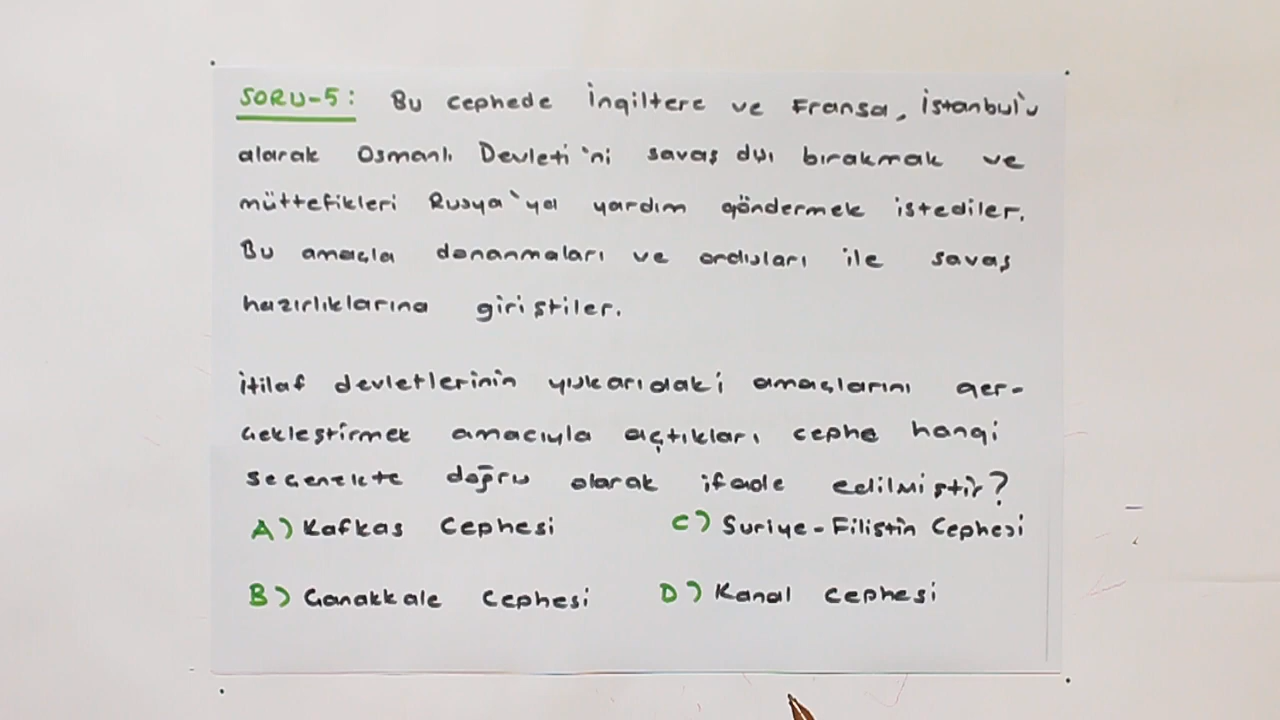 SORU-5: Bu cephede İngiltere ve Fransa, İstanbul'u
alarak Osmanlı Devleti'ni savaş dışı bırakmak ve
müttefikleri Rusya'ya yardım göndermek istediler.
Bu amaçla donanmaları ve orduları ile savaş
hazırlıklarına giriştiler.
İtilaf devletlerinin yukarıdaki amaçlarını ger-
çekleştirmek amacıyla açtıkları cephe hangi
seçenekte doğru olarak ifade edilmiştir?
A) Kafkas Cephesi C) Suriye-Filistin Cephesi
B) Çanakkale Cephesi D) Kanal Cephesi